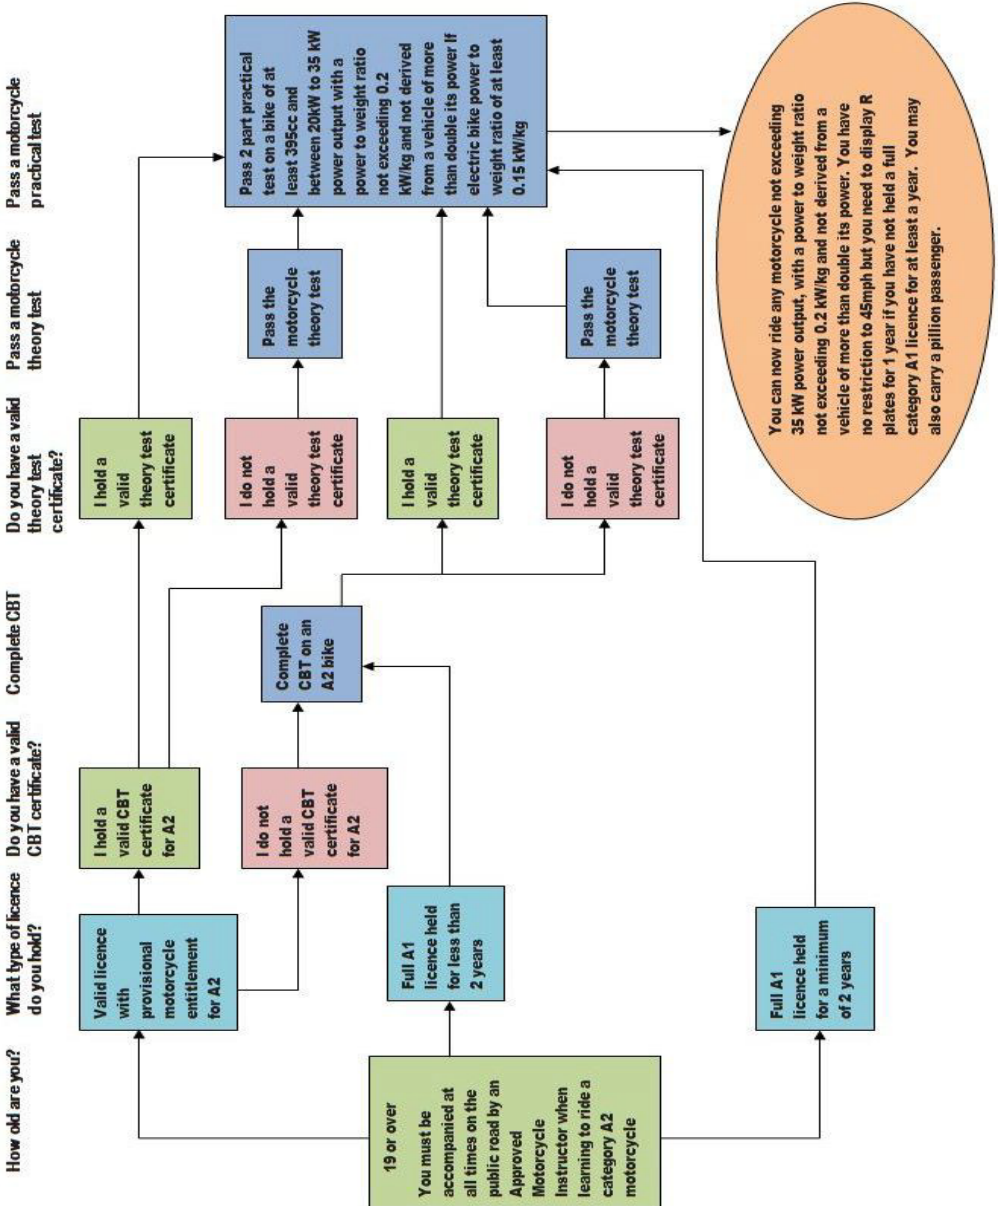 How old are you?
What type of licence
do you hold?
Do you have a valid
CBT certificate?
Complete CBT
Do you have a valid
theory test
certificate?
Pass a motorcycle
theory test
Pass a motorcycle
practical test
19 or over
You must be
accompanied at
all times on the
public road by an
Approved
Motorcycle
Instructor when
learning to ride a
category A2
motorcycle
Valid licence
with
provisional
motorcycle
entitlement
for A2
Full A1
licence held
for less than
2 years
Full A1
licence held
for a minimum
of 2 years
I hold a
valid CBT
certificate
for A2
I do not
hold a
valid CBT
certificate
for A2
Complete
CBT on an
A2 bike
I hold a
valid
theory test
certificate
I do not
hold a
valid
theory test
certificate
I hold a
valid
theory test
certificate
I do not
hold a
valid
theory test
certificate
Pass the
motorcycle
theory test
Pass the
motorcycle
theory test
Pass 2 part practical
test on a bike of at
least 395cc and
between 20kW to 35 kW
power output with a
power to weight ratio
not exceeding 0.2
kW/kg and not derived
from a vehicle of more
than double its power If
electric bike power to
weight ratio of at least
0.15 kW/kg
You can now ride any motorcycle not exceeding
35 kW power output, with a power to weight ratio
not exceeding 0.2 kW/kg and not derived from a
vehicle of more than double its power. You have
no restriction to 45mph but you need to display R
plates for 1 year if you have not held a full
category A1 licence for at least a year. You may
also carry a pillion passenger.